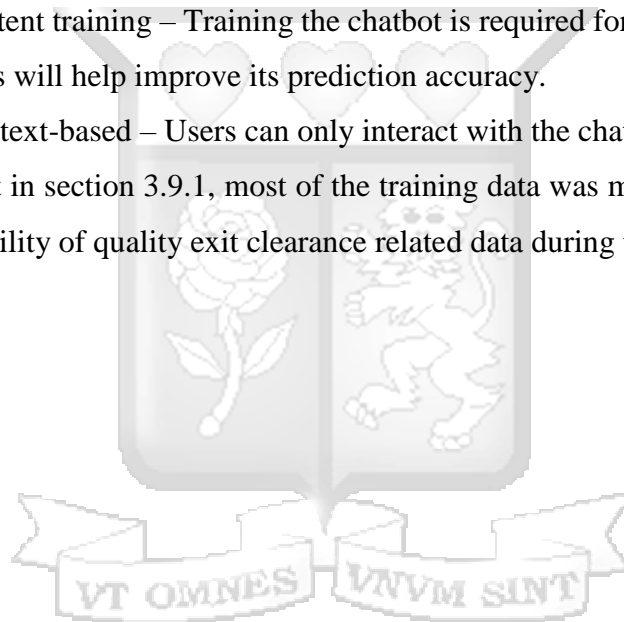 tent training – Training the chatbot is required for
s will help improve its prediction accuracy.
text-based – Users can only interact with the chat
t in section 3.9.1, most of the training data was m
ility of quality exit clearance related data during
VT OMNES VNVM SINT